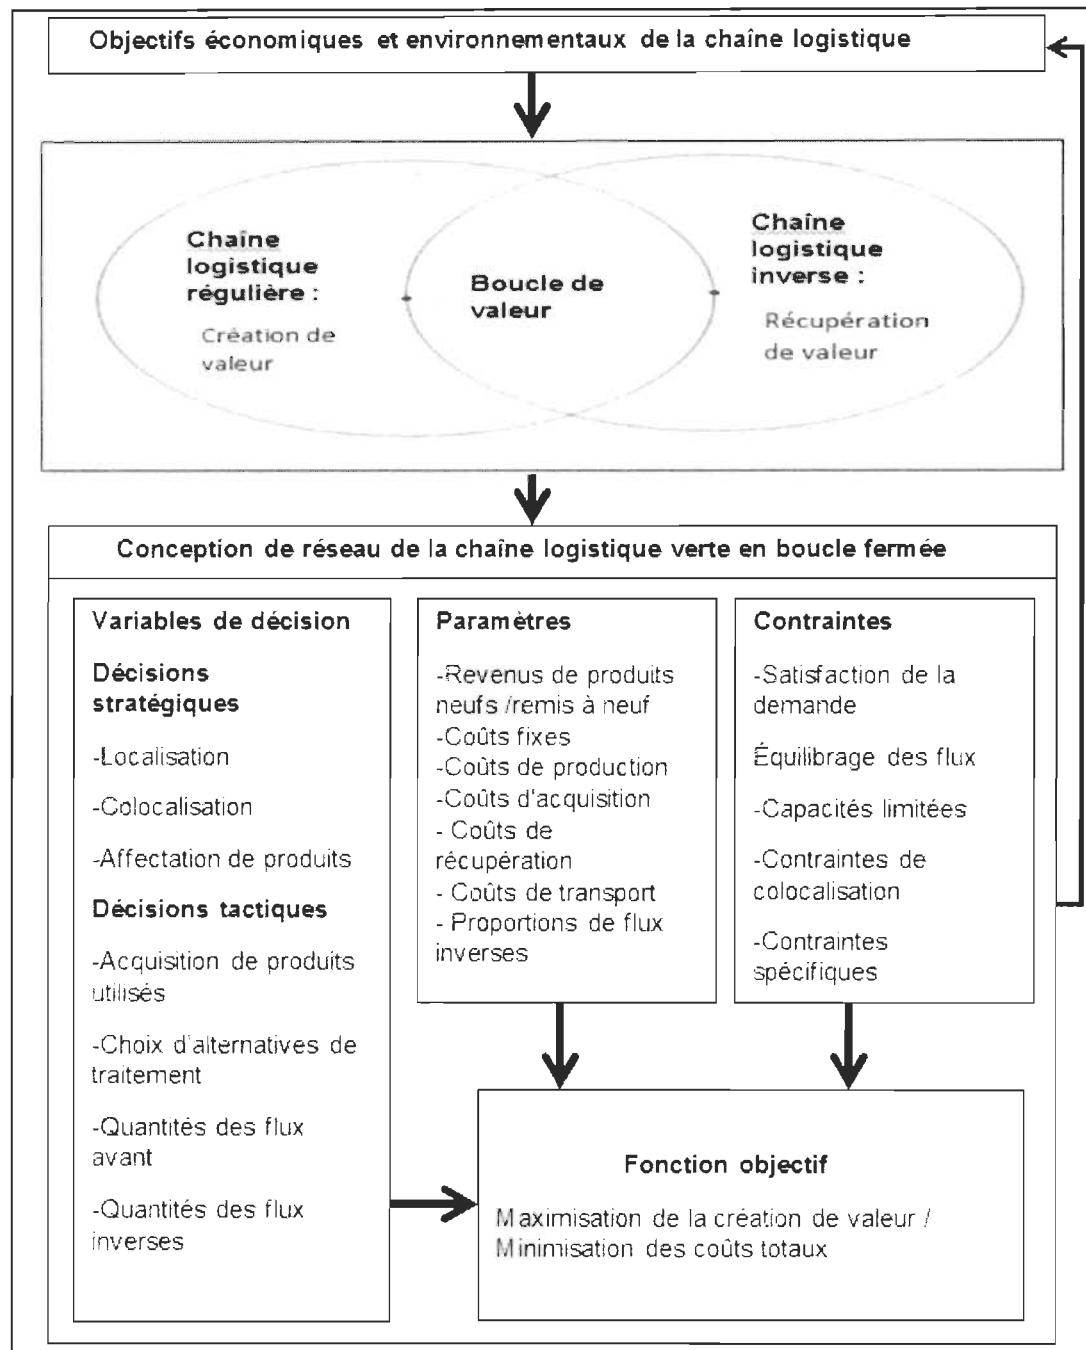 Objectifs économiques et environnementaux de la chaîne logistique
Chaîne
logistique
régulière :
Création de
valeur
Boucle de
valeur
Chaîne
logistique
inverse :
Récupération
de valeur
Conception de réseau de la chaîne logistique verte en boucle fermée
Variables de décision
Décisions
stratégiques
-Localisation
-Colocalisation
-Affectation de produits
Décisions tactiques
-Acquisition de produits
utilisés
-Choix d'alternatives de
traitement
-Quantités des flux
avant
-Quantités des flux
inverses
Paramètres
-Revenus de produits
neufs /remis à neuf
-Coûts fixes
-Coûts de production
-Coûts d'acquisition
- Coûts de
récupération
- Coûts de transport
- Proportions de flux
inverses
Contraintes
-Satisfaction de la
demande
Équilibrage des flux
-Capacités limitées
-Contraintes de
colocalisation
-Contraintes
spécifiques
Fonction objectif
Maximisation de la création de valeur /
Minimisation des coûts totaux